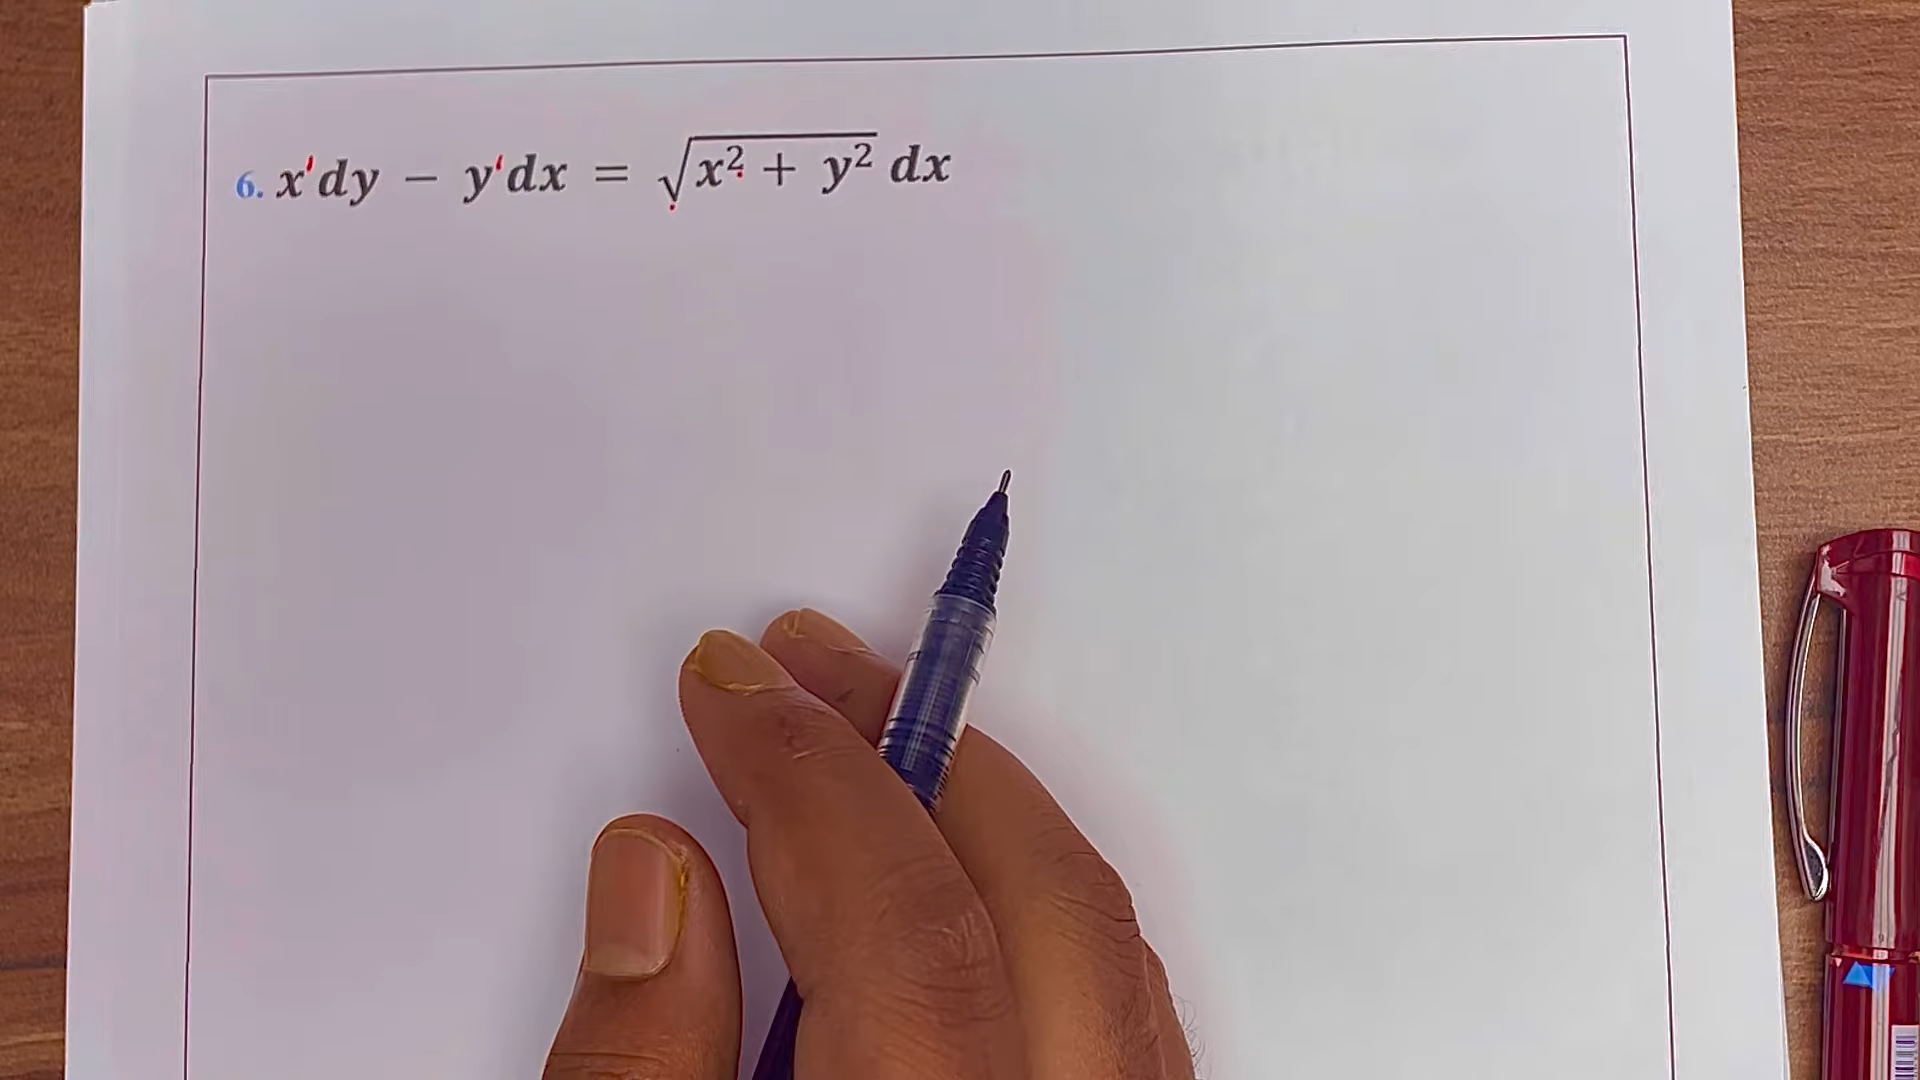 6. x'dy − y'dx = √x² + y² dx